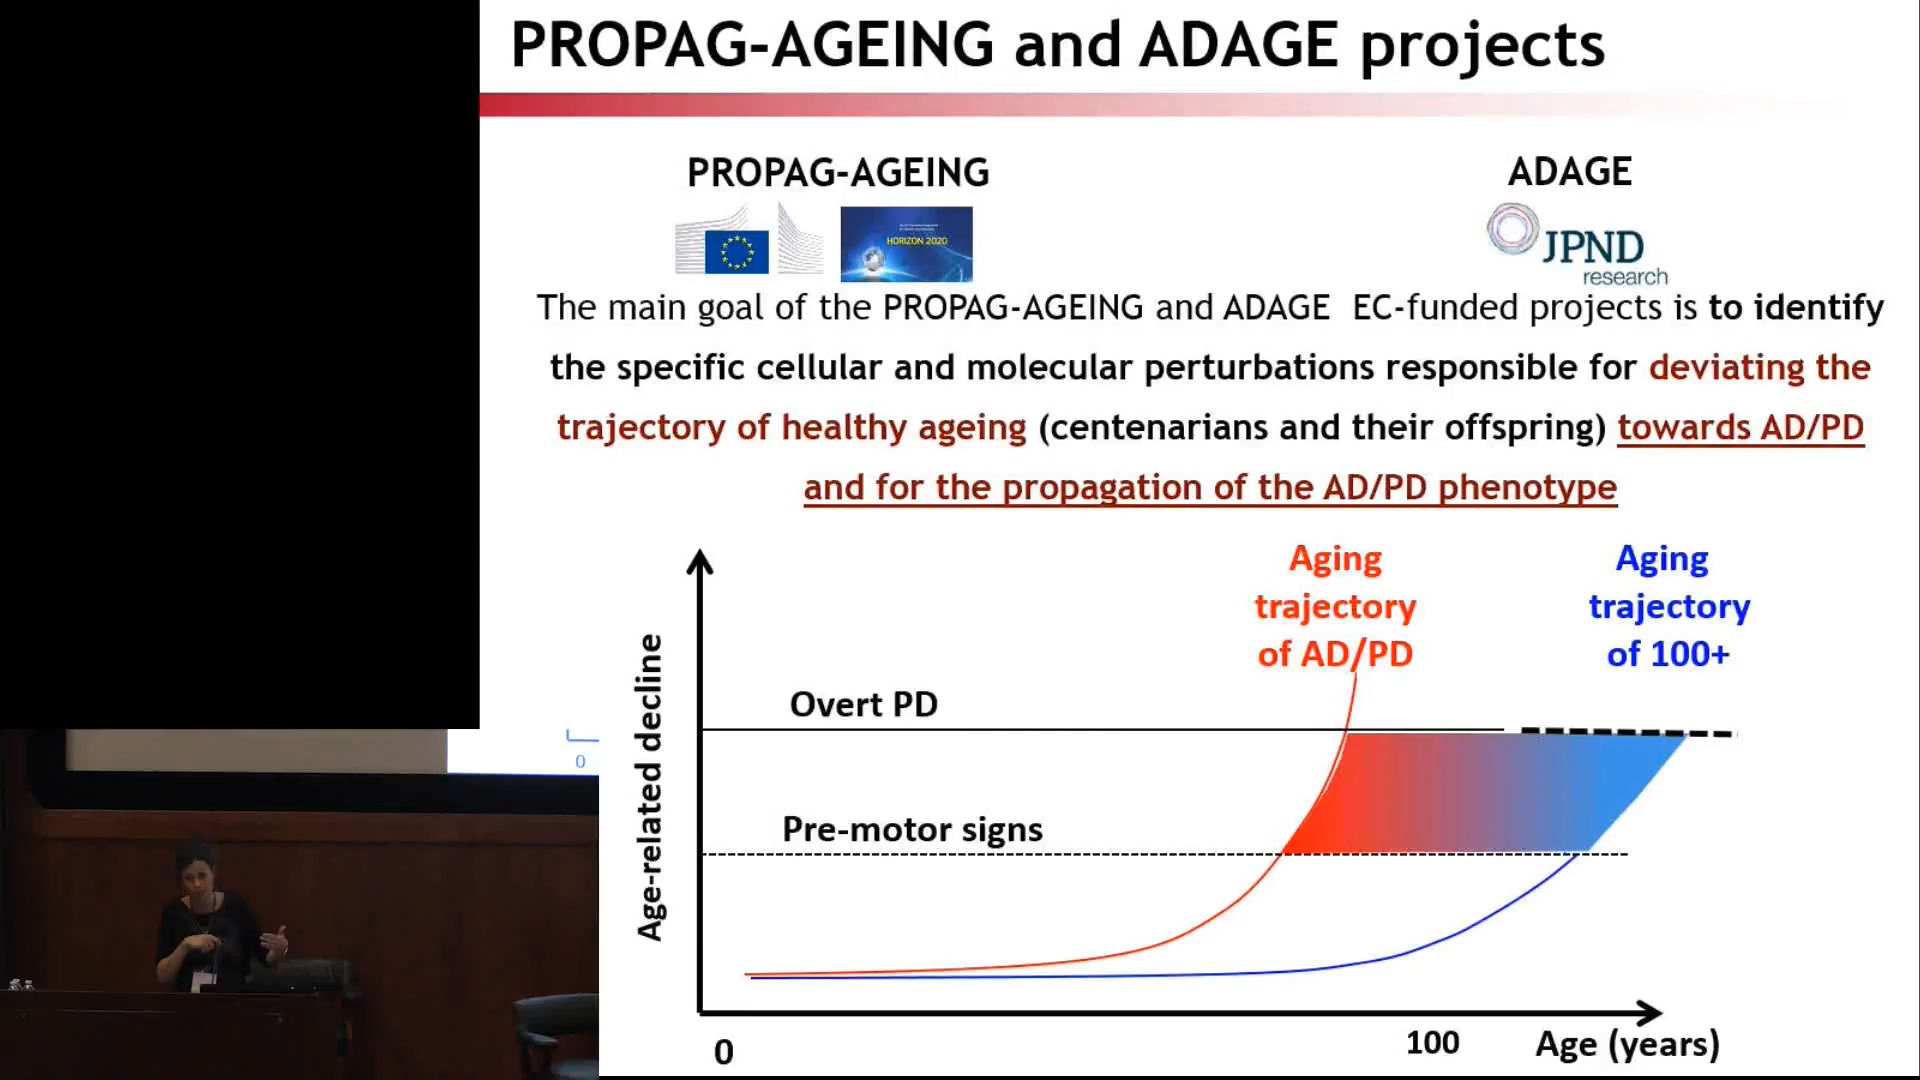 PROPAG-AGEING and ADAGE projects
PROPAG-AGEING
ADAGE
HORIZON 2020
JPND
research
The main goal of the PROPAG-AGEING and ADAGE EC-funded projects is to identify
the specific cellular and molecular perturbations responsible for deviating the
trajectory of healthy ageing (centenarians and their offspring) towards AD/PD
and for the propagation of the AD/PD phenotype
Aging
trajectory
of AD/PD
Aging
trajectory
of 100+
Overt PD
Pre-motor signs
Age-related decline
0
0
100
Age (years)